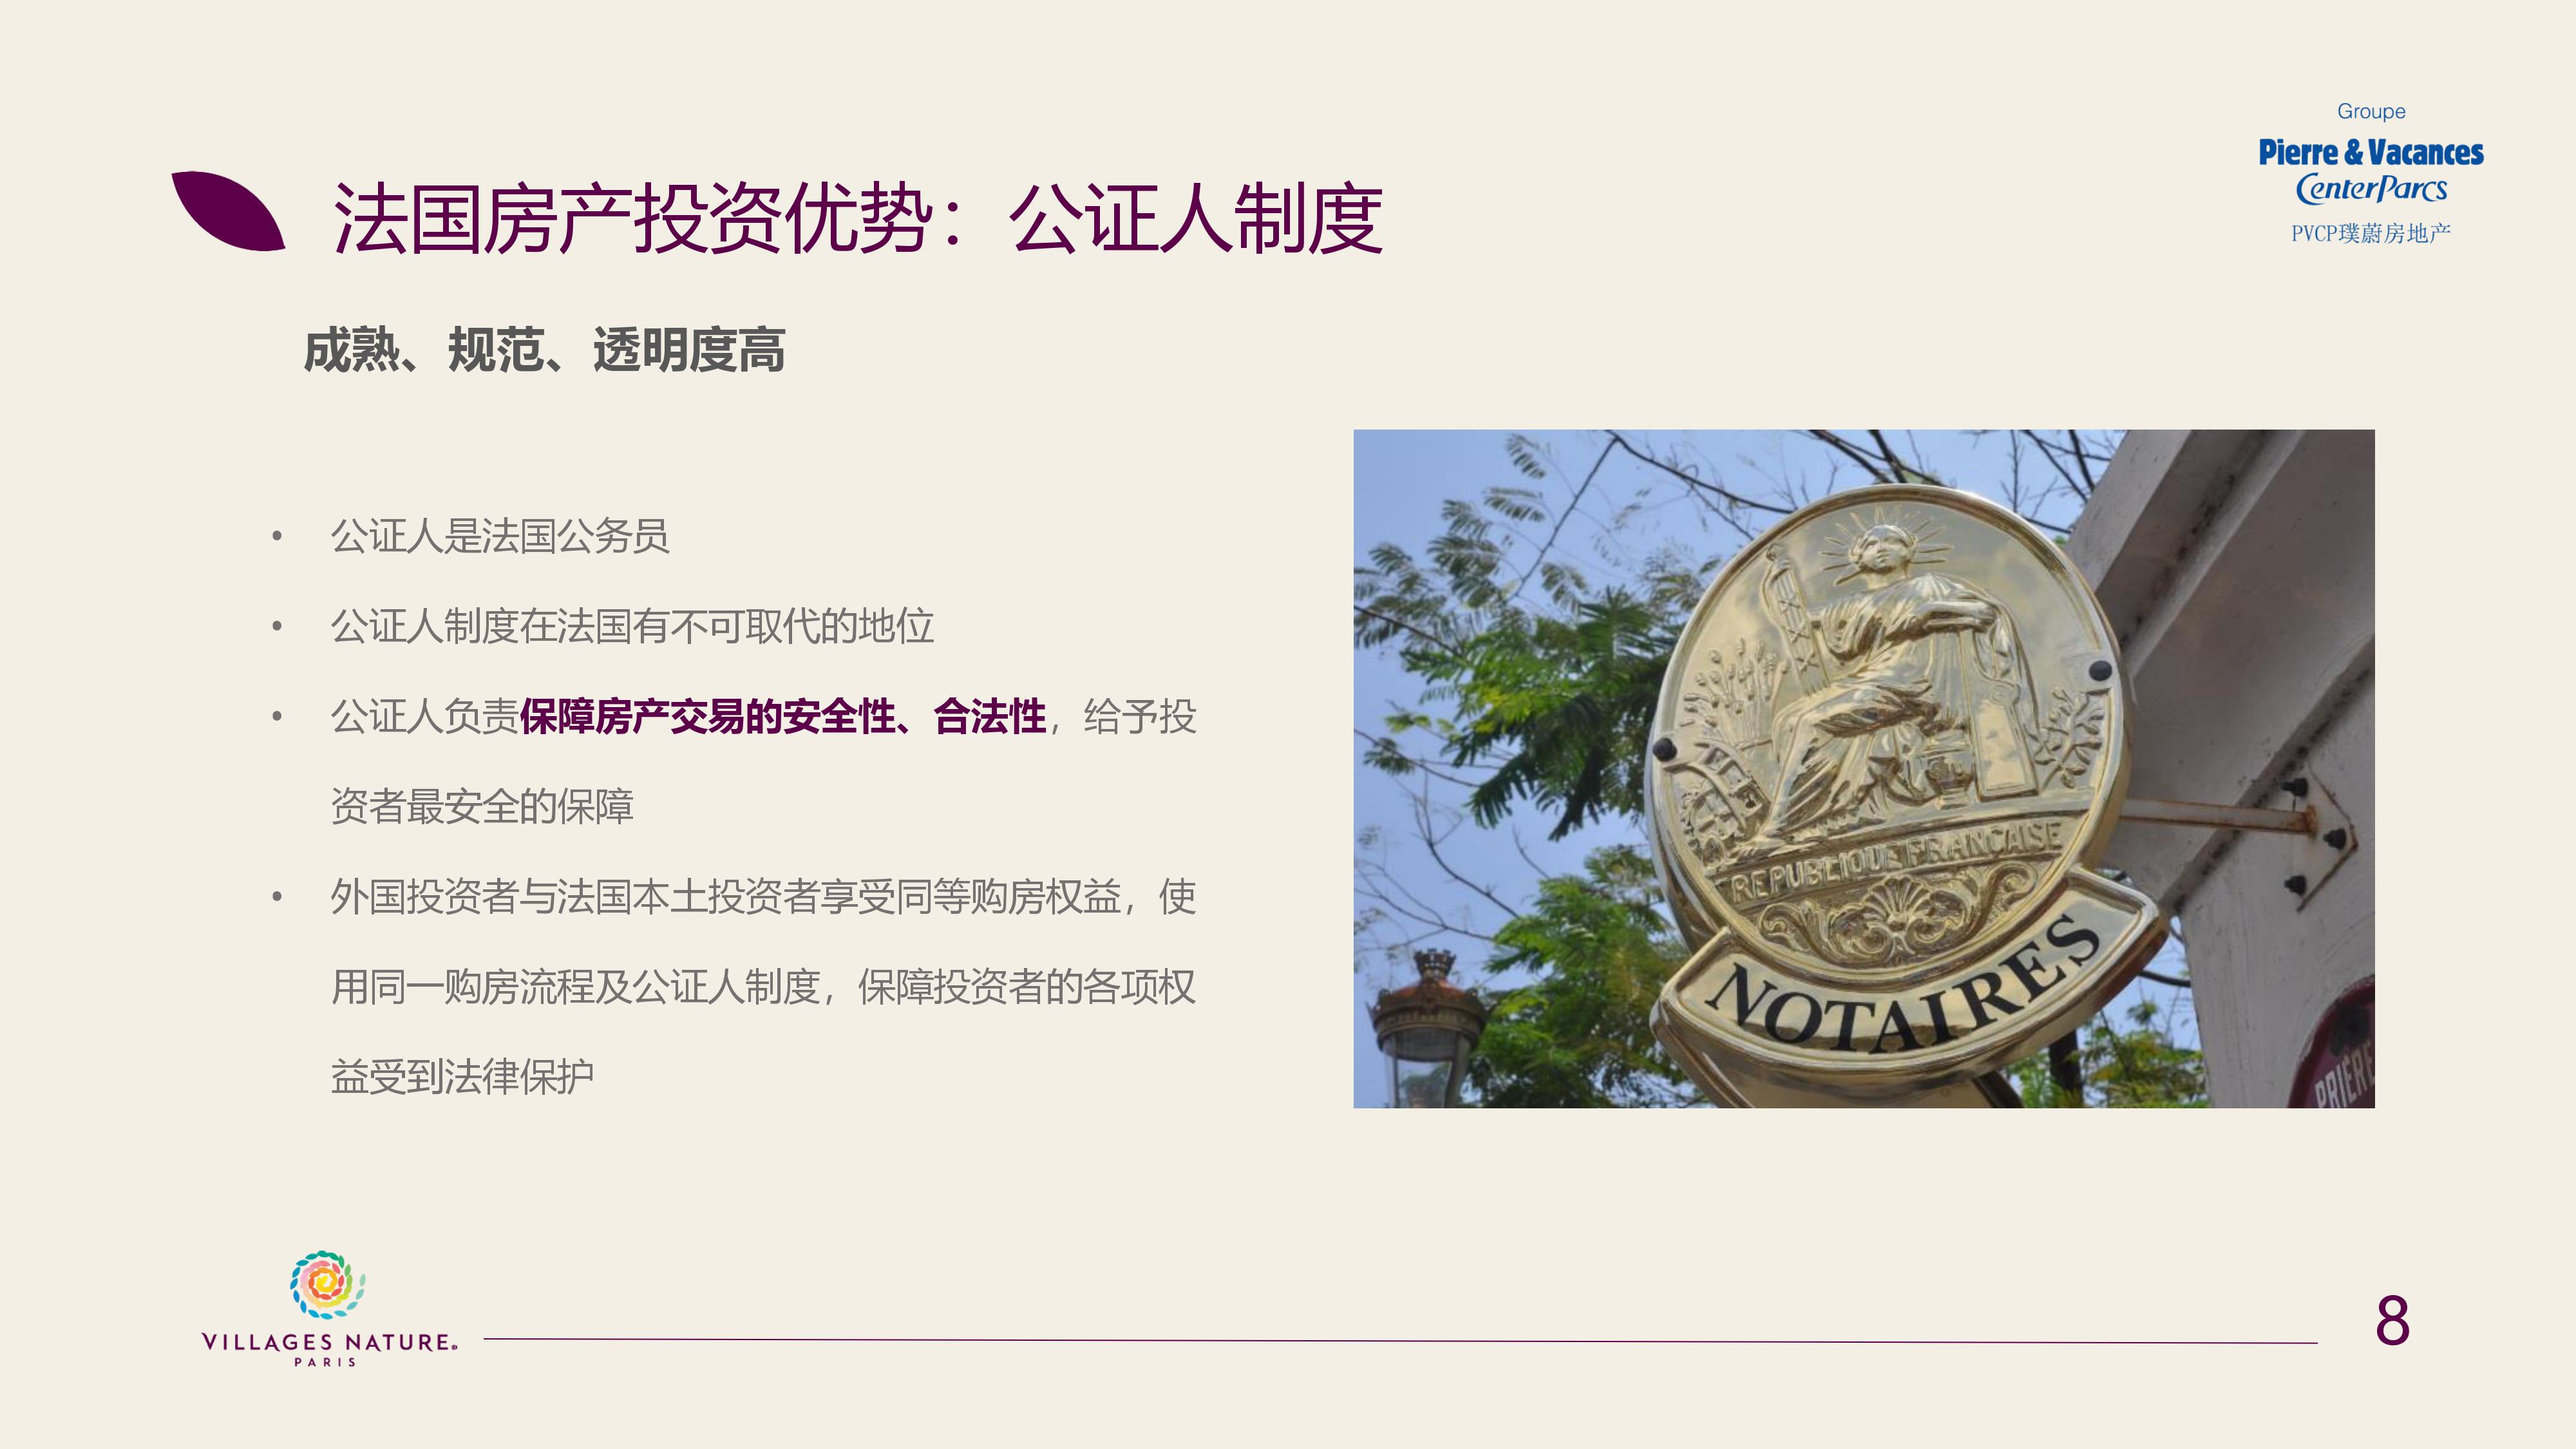 Groupe
Pierre & Vacances
CenterParcs
PVCP璞蔚房地产
法国房产投资优势：公证人制度
成熟、规范、透明度高
• 公证人是法国公务员
• 公证人制度在法国有不可取代的地位
• 公证人负责保障房产交易的安全性、合法性，给予投
资者最安全的保障
• 外国投资者与法国本土投资者享受同等购房权益，使
用同一购房流程及公证人制度，保障投资者的各项权
益受到法律保护
REPUBLIQUE FRANCAISE
NOTAIRES
PRIERE
VILLAGES NATURE®
PARIS
8